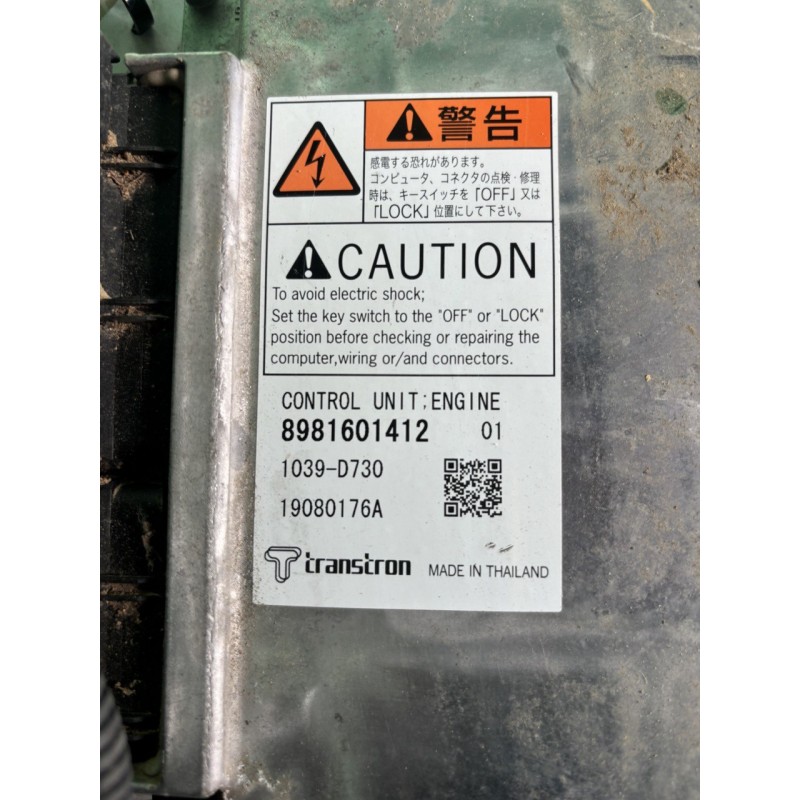 警告
感電する恐れがあります。
コンピュータ、コネクタの点検・修理
時は、キースイッチを「OFF」又は
「LOCK」位置にして下さい。
CAUTION
To avoid electric shock;
Set the key switch to the "OFF" or "LOCK"
position before checking or repairing the
computer,wiring or/and connectors.
CONTROL UNIT;ENGINE
8981601412 01
1039-D730
19080176A
transtron MADE IN THAILAND